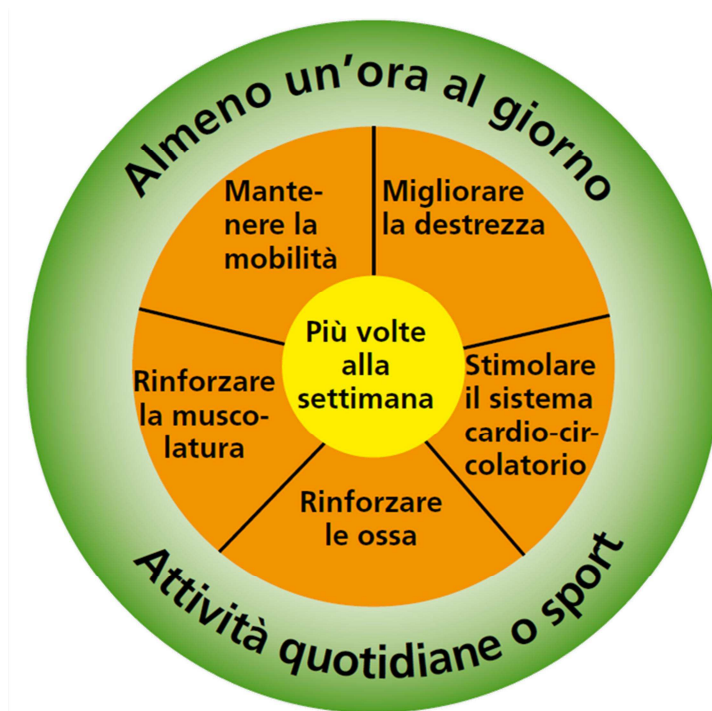 Almeno un'ora al giorno
Mante-
nere la
mobilità
Migliorare
la destrezza
Più volte
alla
settimana
Rinforzare
la musco-
latura
Stimolare
il sistema
cardio-cir-
colatorio
Rinforzare
le ossa
Attività quotidiane o sport